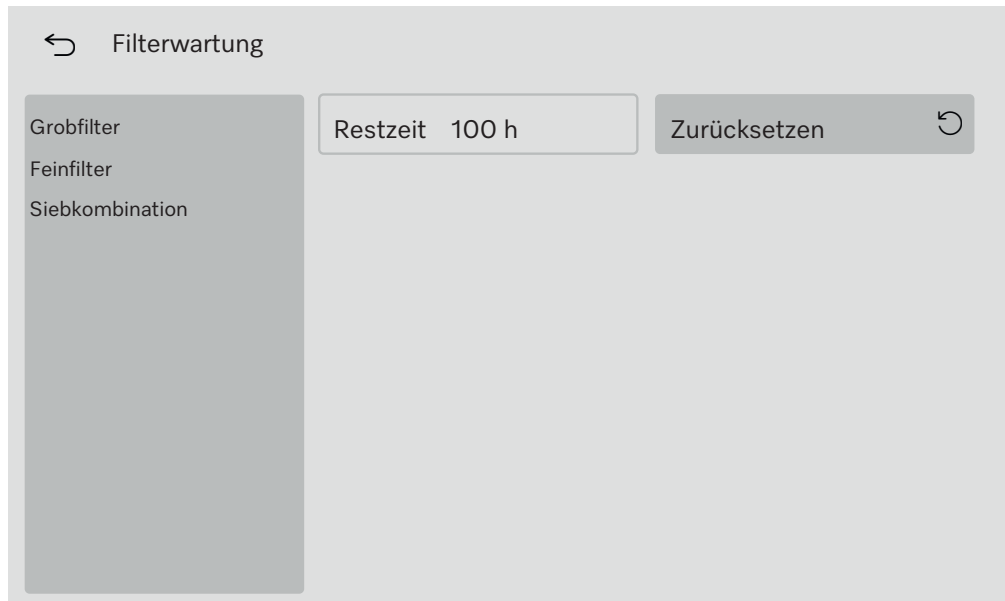 Filterwartung
Grobfilter
Feinfilter
Siebkombination
Restzeit 100 h
Zurücksetzen